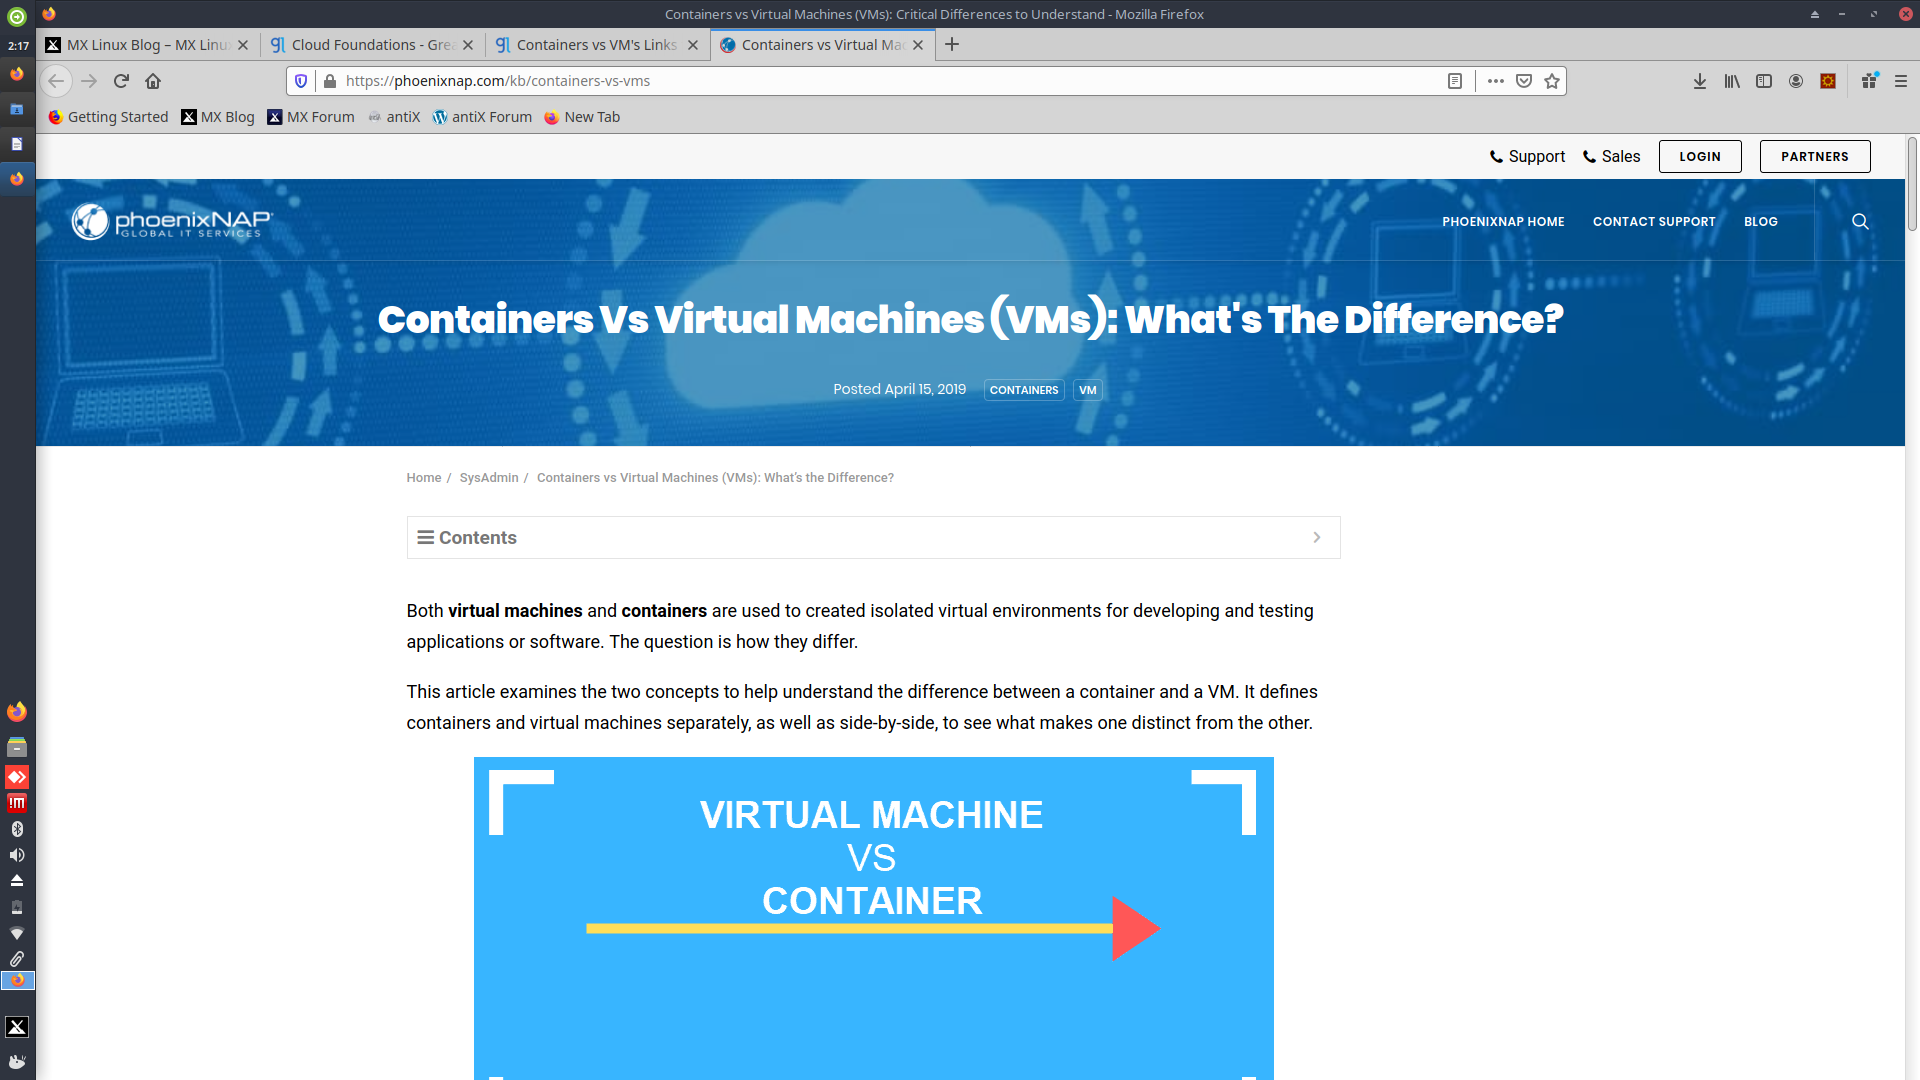 Containers vs Virtual Machines (VMs): Critical Differences to Understand - Mozilla Firefox
2:17
MX Linux Blog – MX Linu
Cloud Foundations - Grea
Containers vs VM's Links
Containers vs Virtual Mac
https://phoenixnap.com/kb/containers-vs-vms
Getting Started
MX Blog
MX Forum
antiX
antiX Forum
New Tab
Support
Sales
LOGIN
PARTNERS
phoenixNAP
GLOBAL IT SERVICES
PHOENIXNAP HOME
CONTACT SUPPORT
BLOG
Containers Vs Virtual Machines (VMs): What's The Difference?
Posted April 15, 2019
CONTAINERS
VM
Home / SysAdmin / Containers vs Virtual Machines (VMs): What's the Difference?
Contents
Both virtual machines and containers are used to created isolated virtual environments for developing and testing
applications or software. The question is how they differ.
This article examines the two concepts to help understand the difference between a container and a VM. It defines
containers and virtual machines separately, as well as side-by-side, to see what makes one distinct from the other.
VIRTUAL MACHINE
VS
CONTAINER